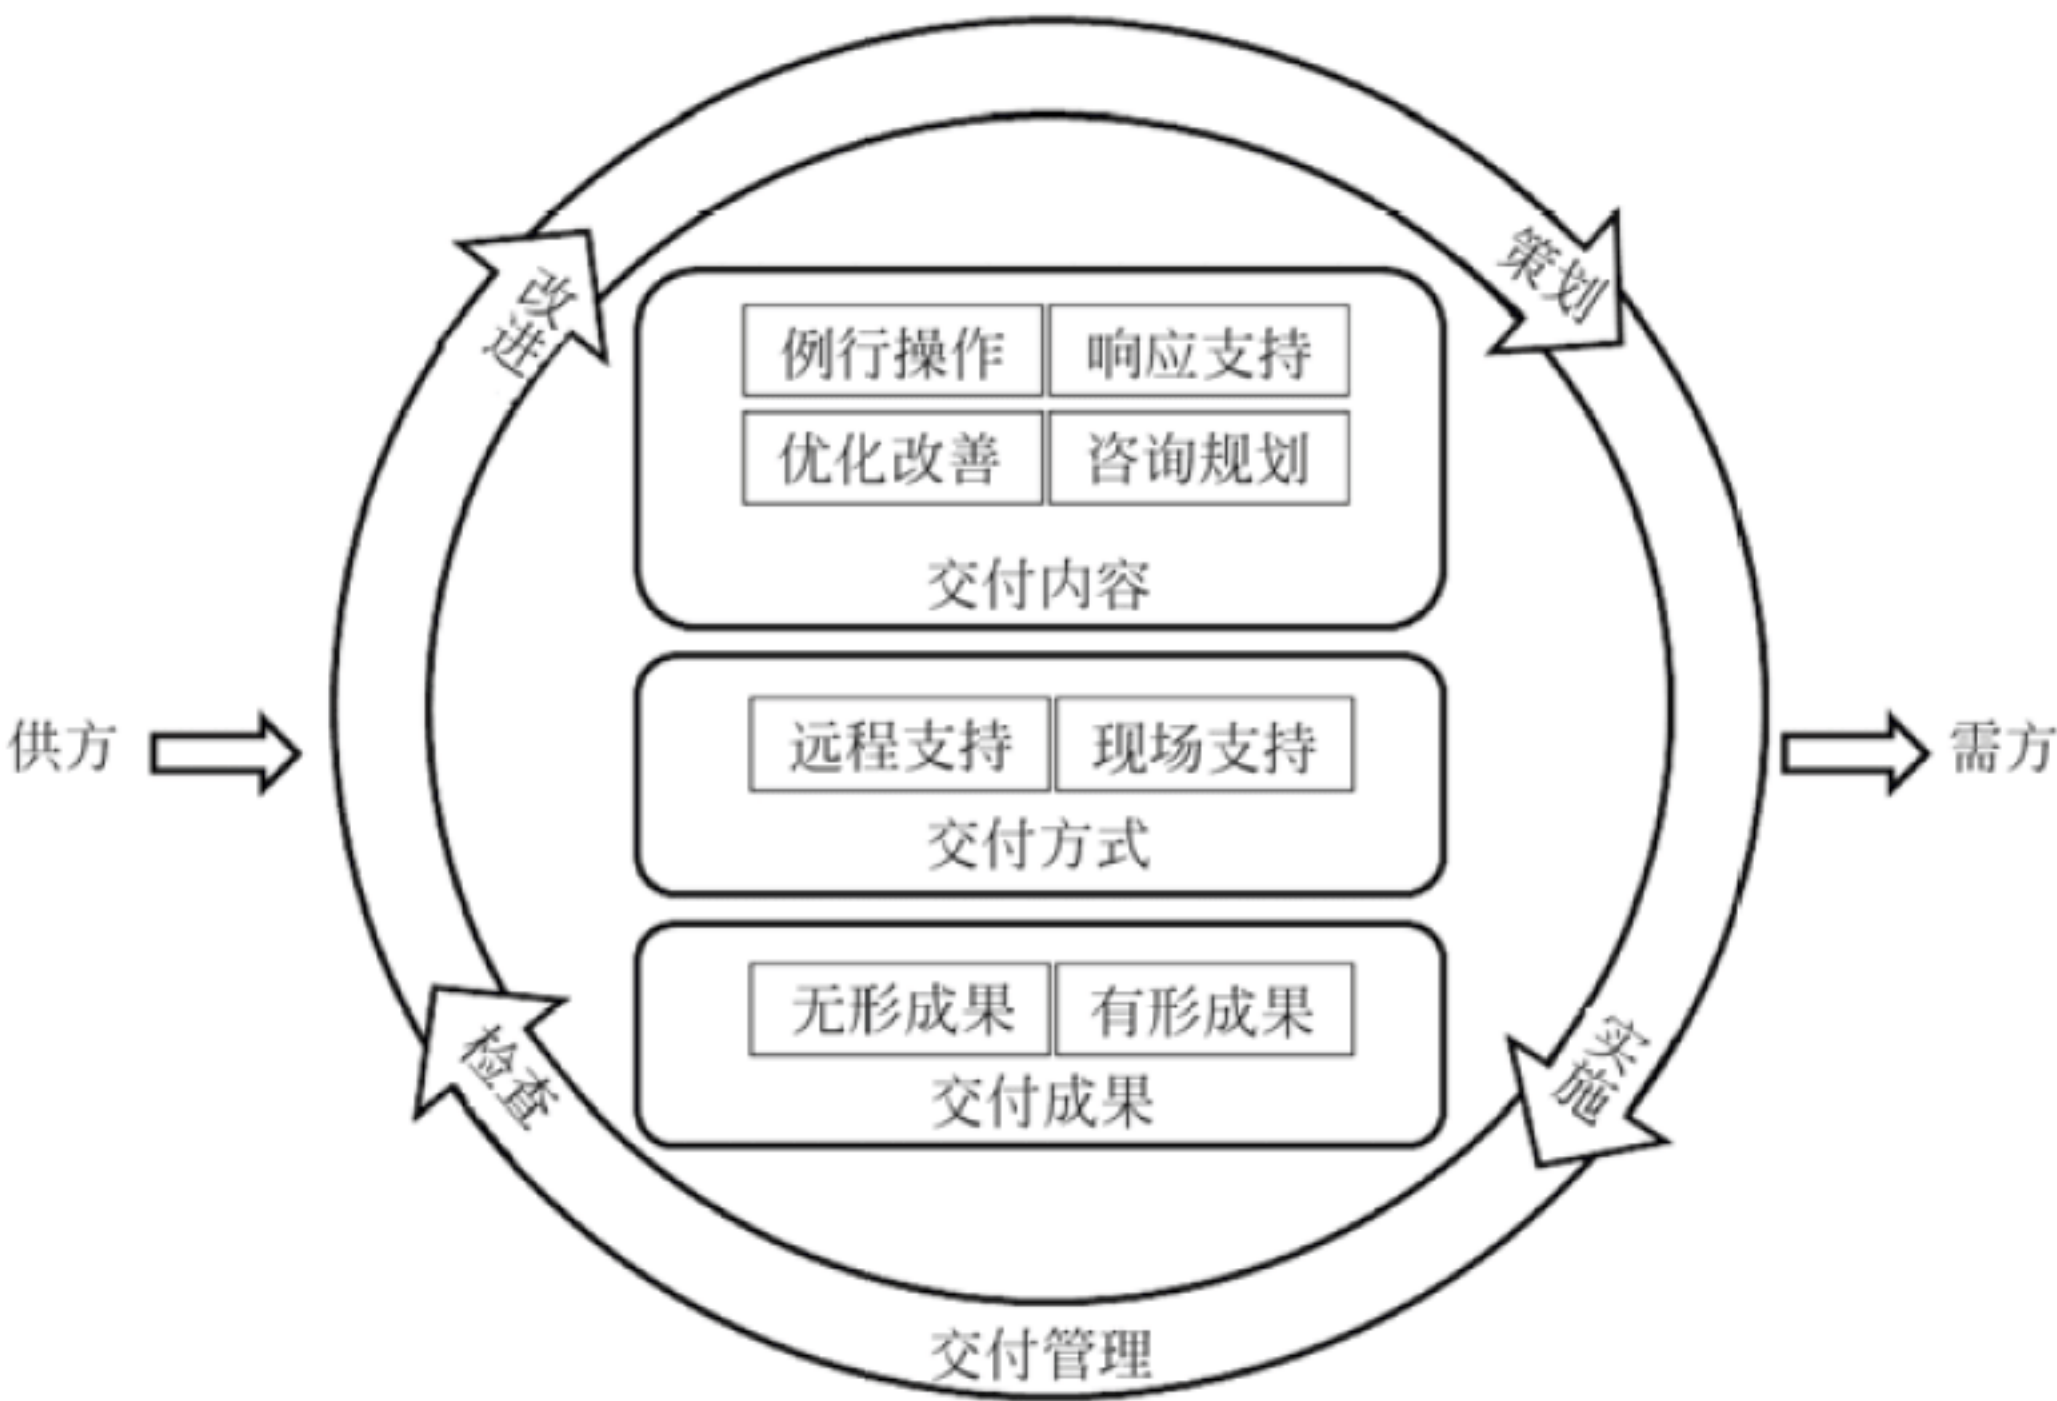 策划
改进
例行操作
响应支持
优化改善
咨询规划
交付内容
供方
远程支持
现场支持
交付方式
需方
无形成果
有形成果
交付成果
检查
实施
交付管理